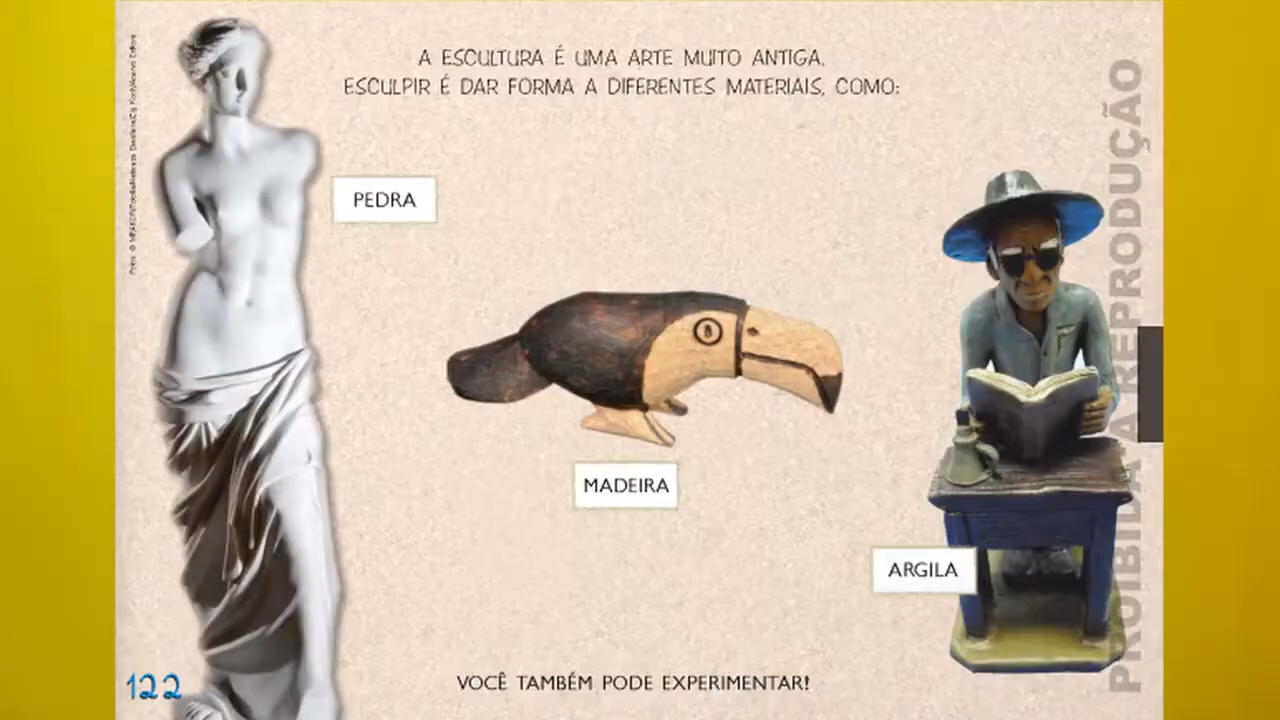 A ESCULTURA É UMA ARTE MUITO ANTIGA.
ESCULPIR É DAR FORMA A DIFERENTES MATERIAIS, COMO:
PEDRA
MADEIRA
ARGILA
VOCÊ TAMBÉM PODE EXPERIMENTAR!
122
PROIBIDA A REPRODUÇÃO